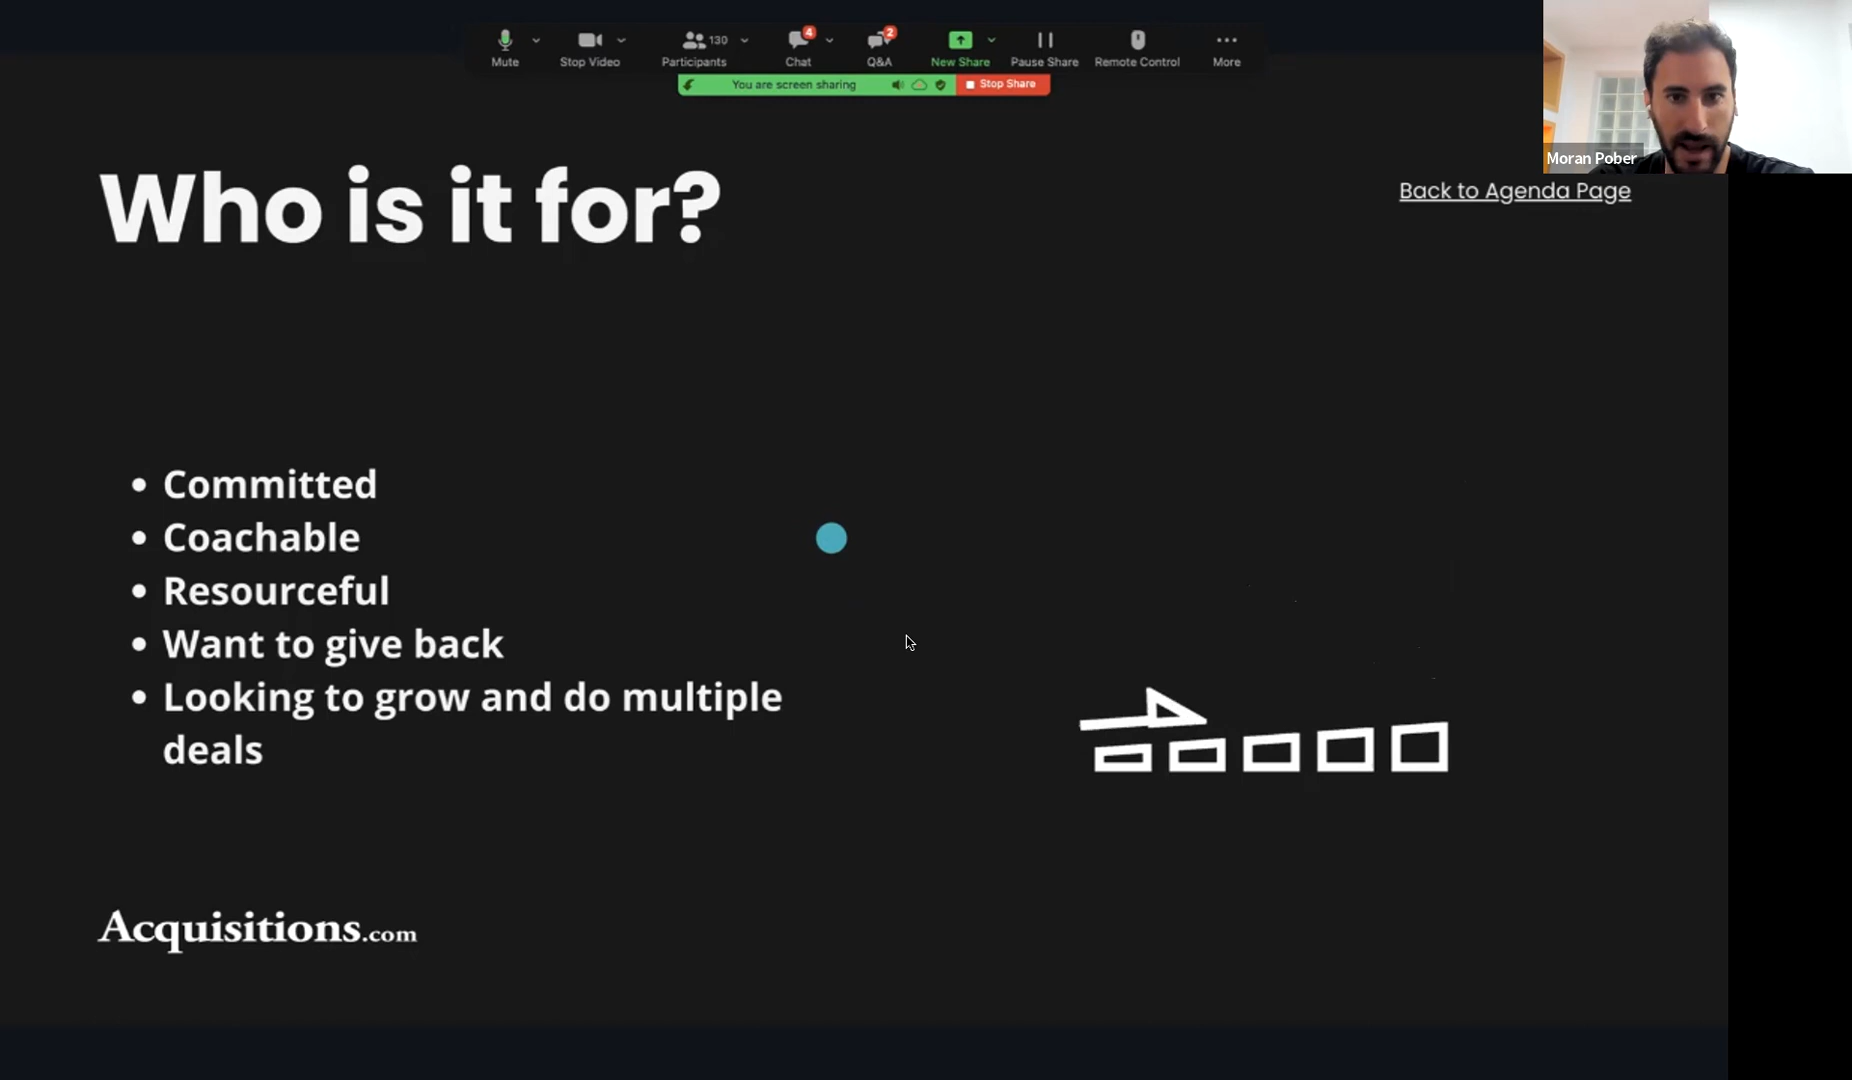 Mute
Stop Video
130
Participants
4
Chat
2
Q&A
New Share
Pause Share
Remote Control
More
You are screen sharing
Stop Share
Moran Pober
Who is it for?
Back to Agenda Page
• Committed
• Coachable
• Resourceful
• Want to give back
• Looking to grow and do multiple
deals
Acquisitions.com